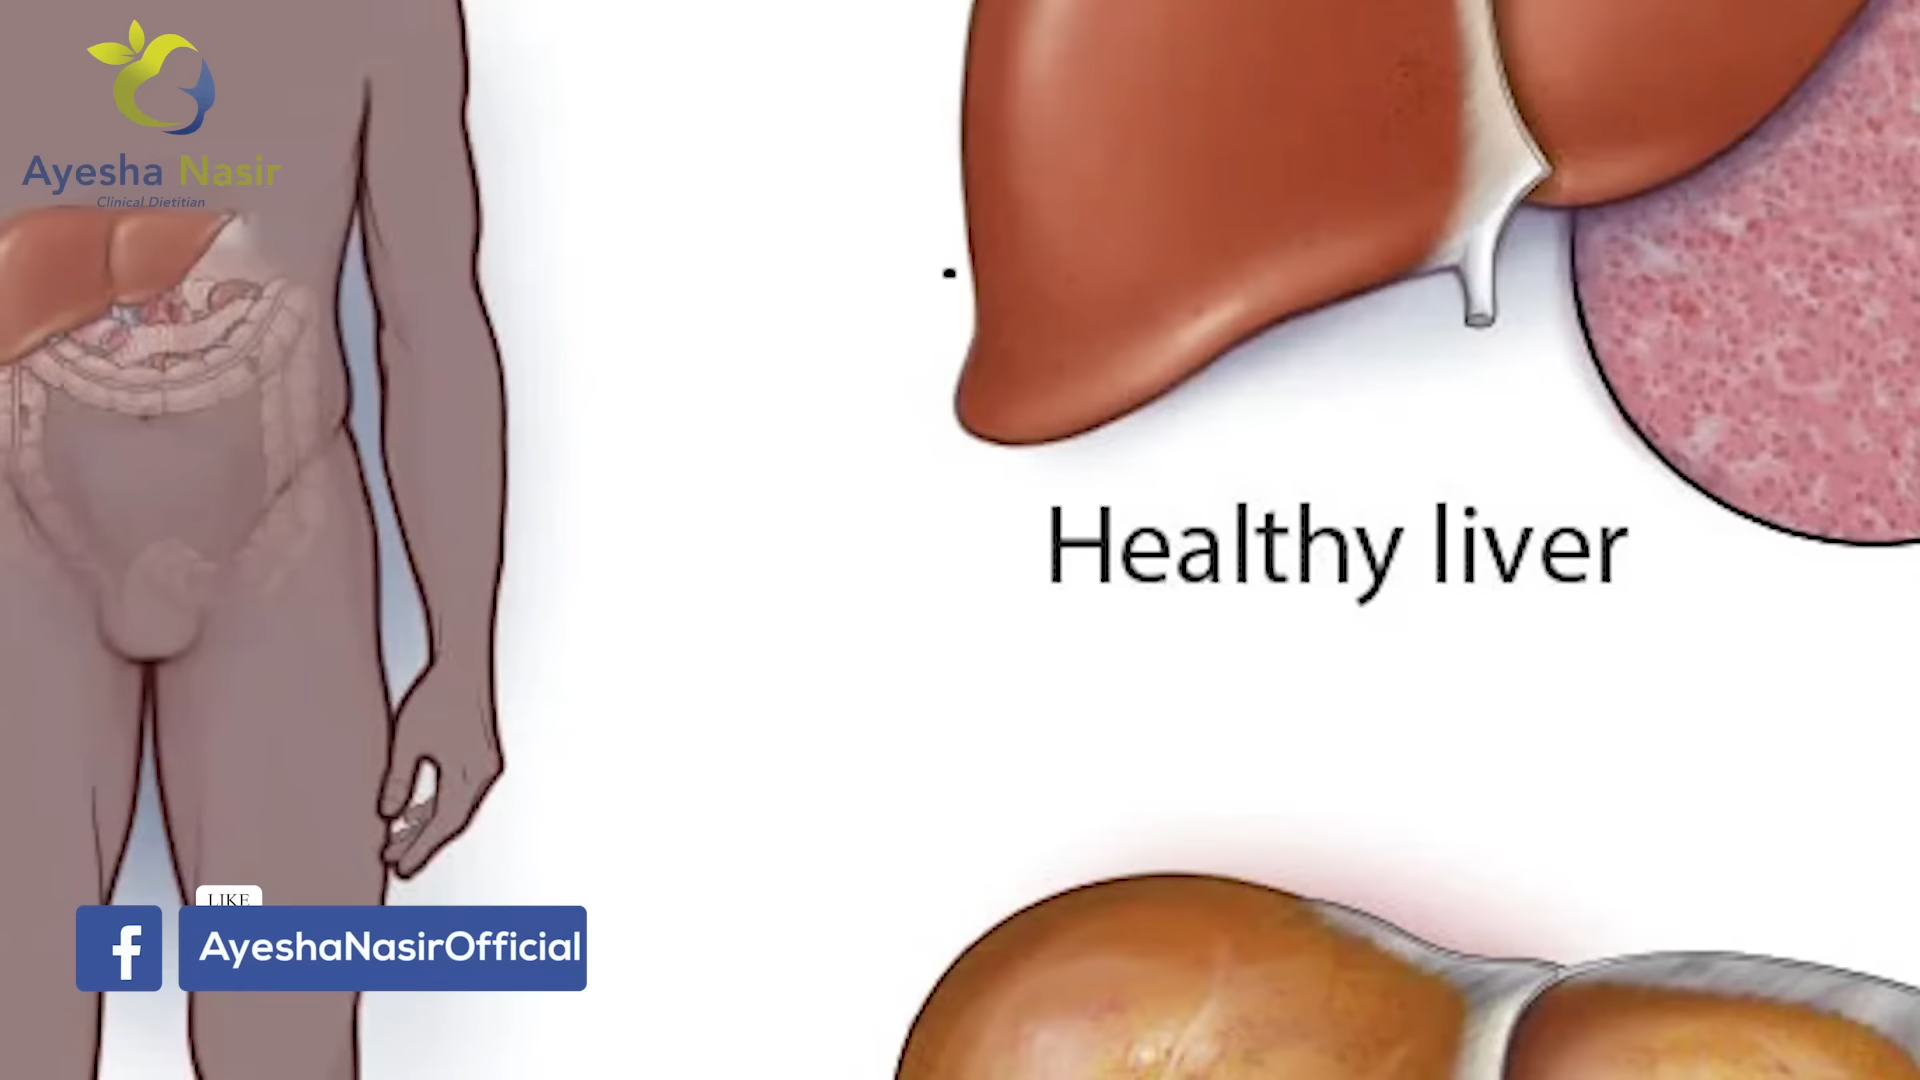 Ayesha Nasir
Clinical Dietitian
Healthy liver
LIKE
AyeshaNasirOfficial